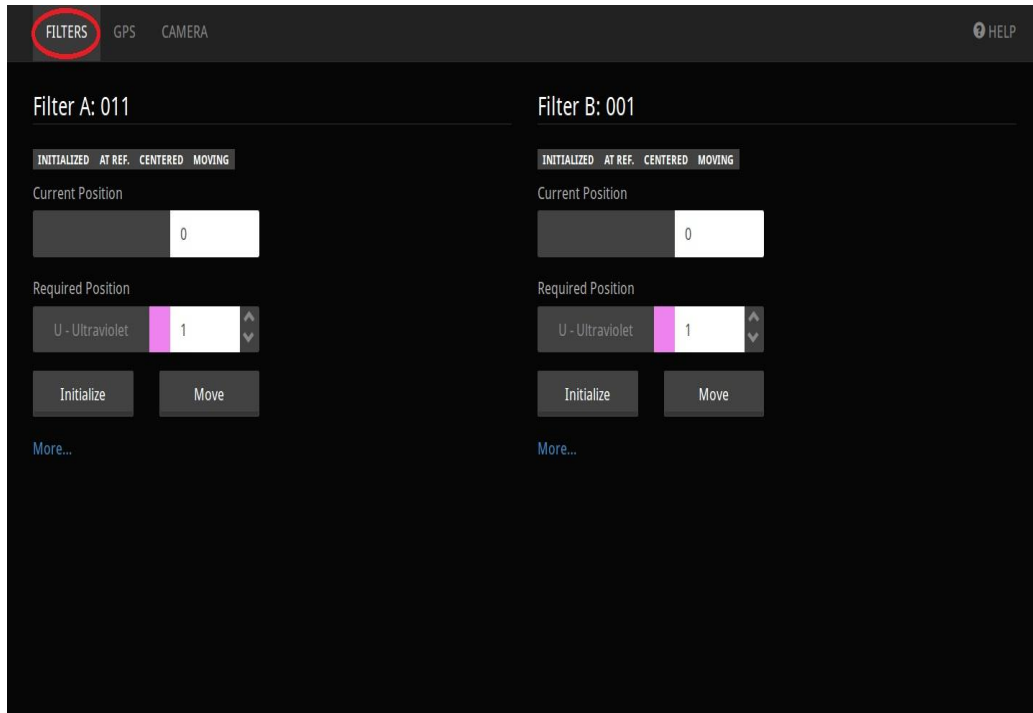 FILTERS GPS CAMERA HELP
Filter A: 011
INITIALIZED AT REF. CENTERED MOVING
Current Position
0
Required Position
U - Ultraviolet 1
Initialize Move
More...
Filter B: 001
INITIALIZED AT REF. CENTERED MOVING
Current Position
0
Required Position
U - Ultraviolet 1
Initialize Move
More...